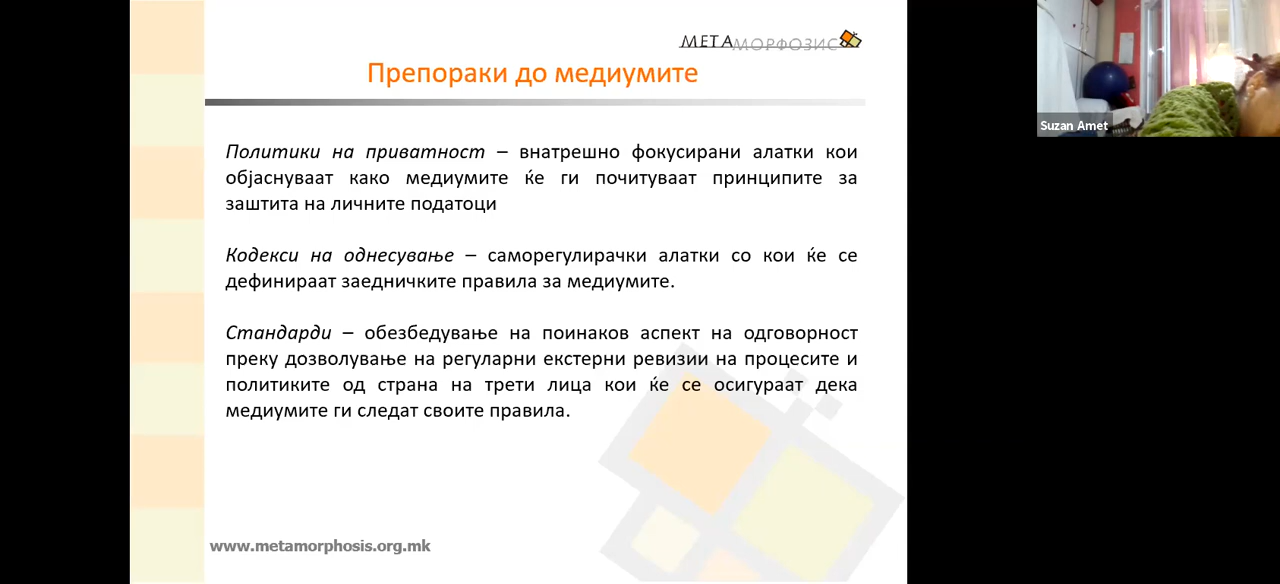 МЕТАМОРФОЗИС
Препораки до медиумите
Suzan Amet
Политики на приватност – внатрешно фокусирани алатки кои
објаснуваат како медиумите ќе ги почитуваат принципите за
заштита на личните податоци
Кодекси на однесување – саморегулирачки алатки со кои ќе се
дефинираат заедничките правила за медиумите.
Стандарди – обезбедување на поинаков аспект на одговорност
преку дозволување на регуларни екстерни ревизии на процесите и
политиките од страна на трети лица кои ќе се осигураат дека
медиумите ги следат своите правила.
www.metamorphosis.org.mk